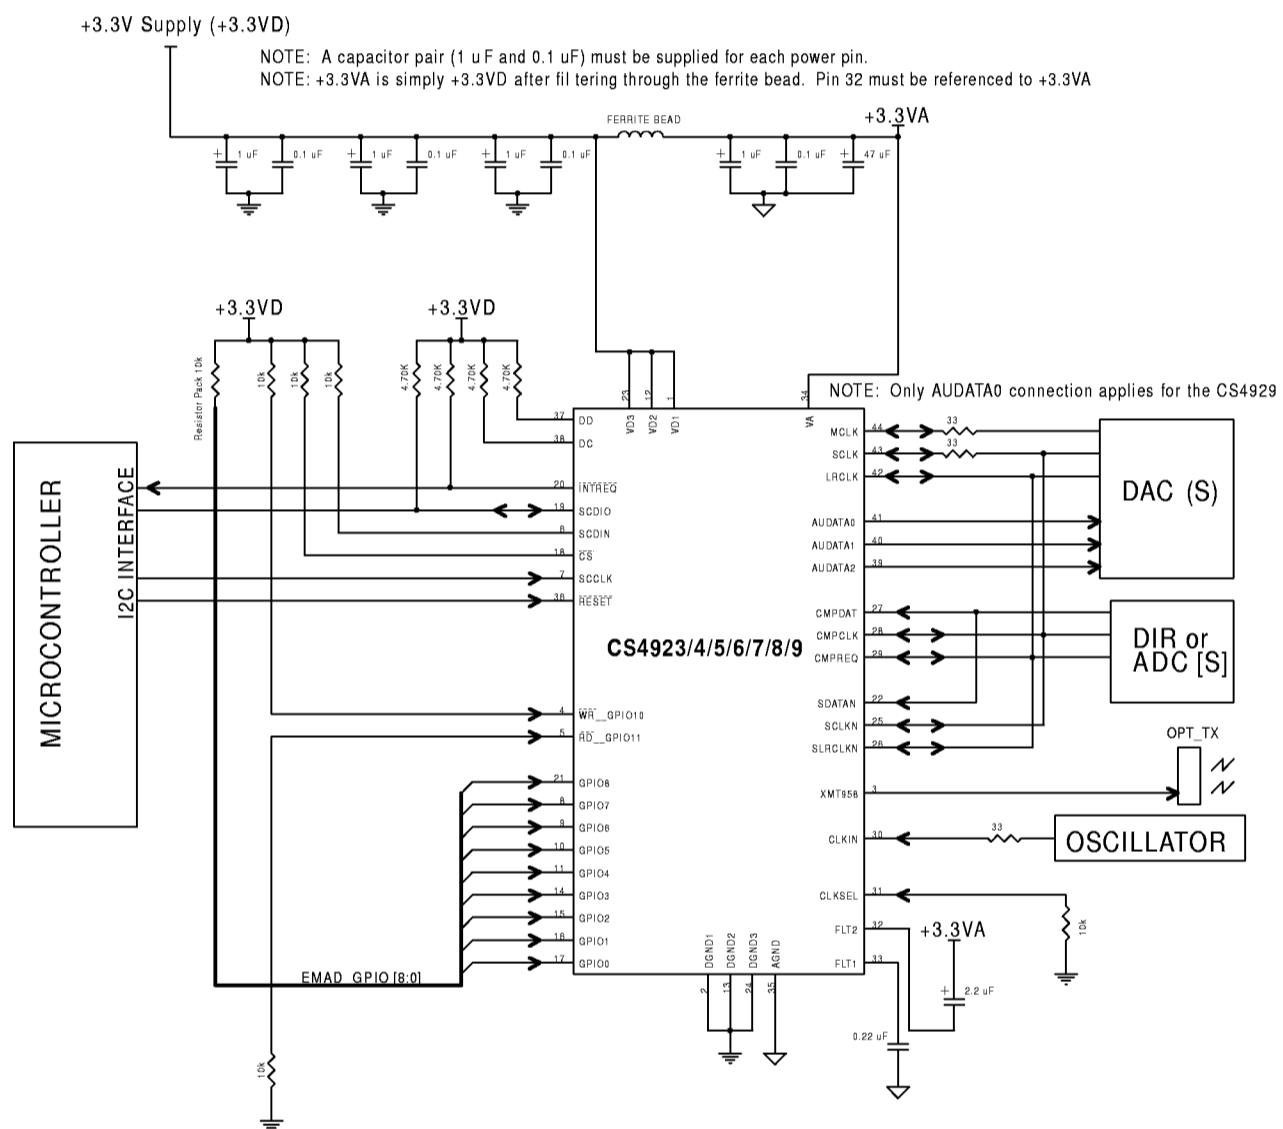 +3.3V Supply (+3.3VD)
NOTE: A capacitor pair (1 uF and 0.1 uF) must be supplied for each power pin.
NOTE: +3.3VA is simply +3.3VD after fil tering through the ferrite bead. Pin 32 must be referenced to +3.3VA
FERRITE BEAD
+3.3VA
+ 1 uF
0.1 uF
+ 1 uF
0.1 uF
+ 1 uF
0.1 uF
+ 1 uF
0.1 uF
+ 47 uF
+3.3VD
+3.3VD
Resistor Pack 10k
10k
10k
10k
4.70K
4.70K
4.70K
4.70K
23
12
1
34
VD3
VD2
VD1
VA
NOTE: Only AUDATA0 connection applies for the CS4929
MICROCONTROLLER
I2C INTERFACE
37 DD
38 DC
20 INTREQ
19 SCDIO
6 SCDIN
18 CS
7 SCCLK
36 RESET
4 WR__GPIO10
5 RD__GPIO11
21 GPIO8
8 GPIO7
9 GPIO6
10 GPIO5
11 GPIO4
14 GPIO3
15 GPIO2
16 GPIO1
17 GPIO0
EMAD_GPIO[8:0]
10k
CS4923/4/5/6/7/8/9
MCLK 44
33
SCLK 43
33
LRCLK 42
AUDATA0 41
AUDATA1 40
AUDATA2 39
DAC (S)
CMPDAT 27
CMPCLK 28
CMPREQ 29
DIR or
ADC [S]
SDATAN 22
SCLKN 25
SLRCLKN 26
OPT_TX
XMT958 3
CLKIN 30
33
OSCILLATOR
CLKSEL 31
10k
FLT2 32
+3.3VA
FLT1 33
+ 2.2 uF
0.22 uF
DGND1
DGND2
DGND3
AGND
2
13
24
35